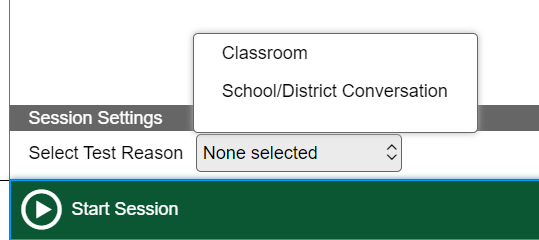 Classroom
School/District Conversation
Session Settings
Select Test Reason None selected
Start Session